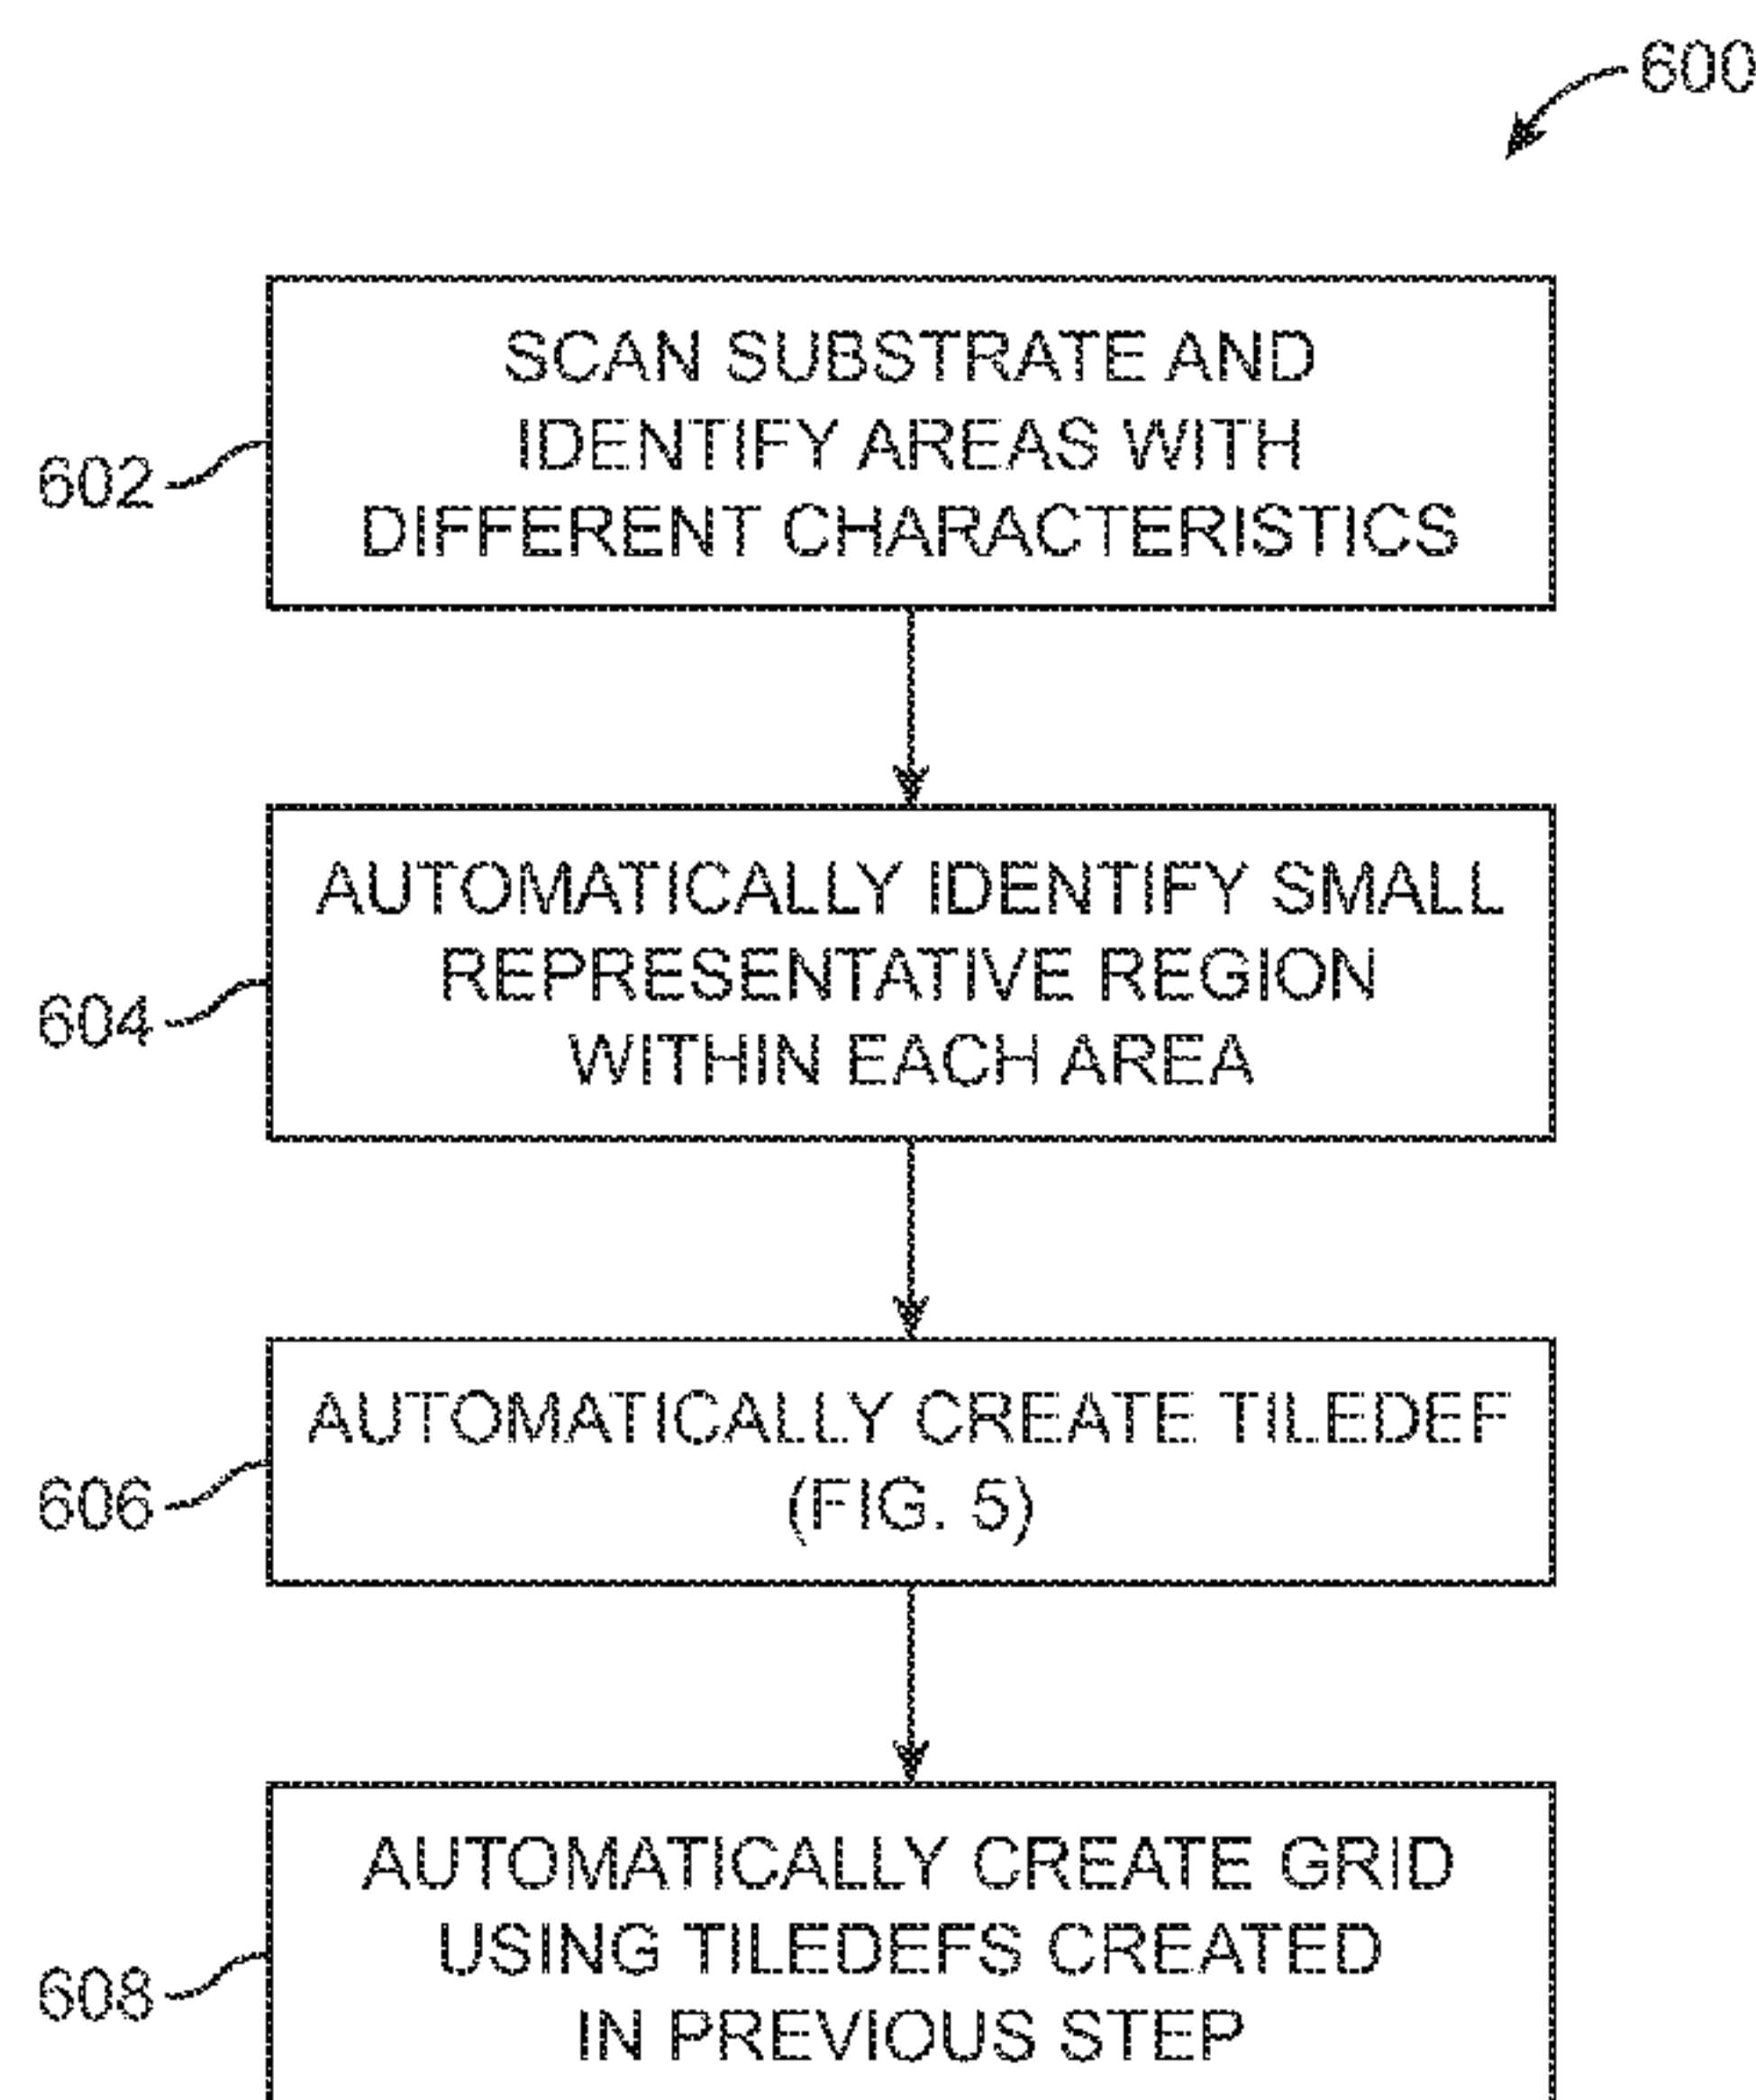 600
SCAN SUBSTRATE AND
IDENTIFY AREAS WITH
DIFFERENT CHARACTERISTICS
602
AUTOMATICALLY IDENTIFY SMALL
REPRESENTATIVE REGION
WITHIN EACH AREA
604
AUTOMATICALLY CREATE TILEDEF
(FIG. 5)
606
AUTOMATICALLY CREATE GRID
USING TILEDEFS CREATED
IN PREVIOUS STEP
608